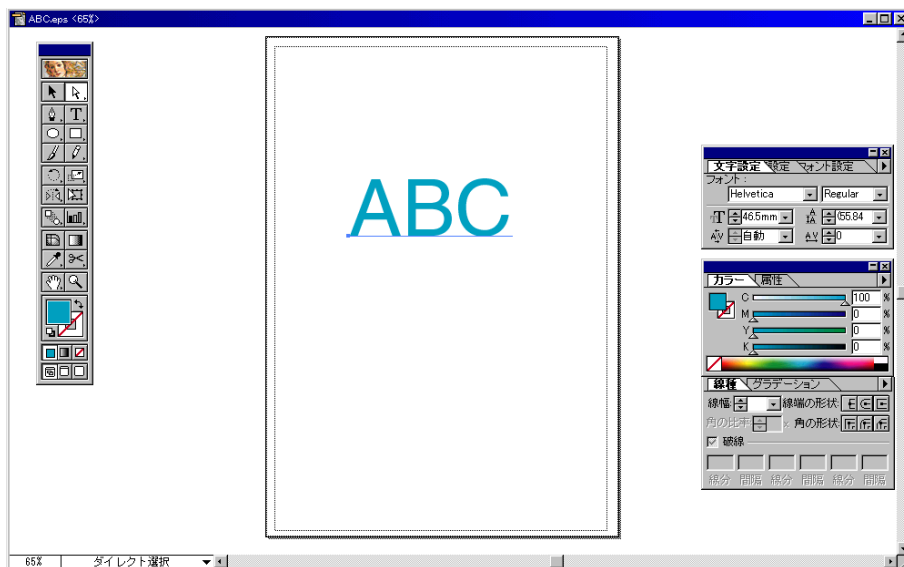 ABC.eps <65%>
ABC
文字設定 設定 フォント設定
フォント:
Helvetica Regular
46.5mm (55.84
自動 0
カラー 属性
C 100 %
M 0 %
Y 0 %
K 0 %
線種 グラデーション
線幅: 線端の形状:
角の比率: x 角の形状:
破線
線分 間隔 線分 間隔 線分 間隔
65% ダイレクト選択